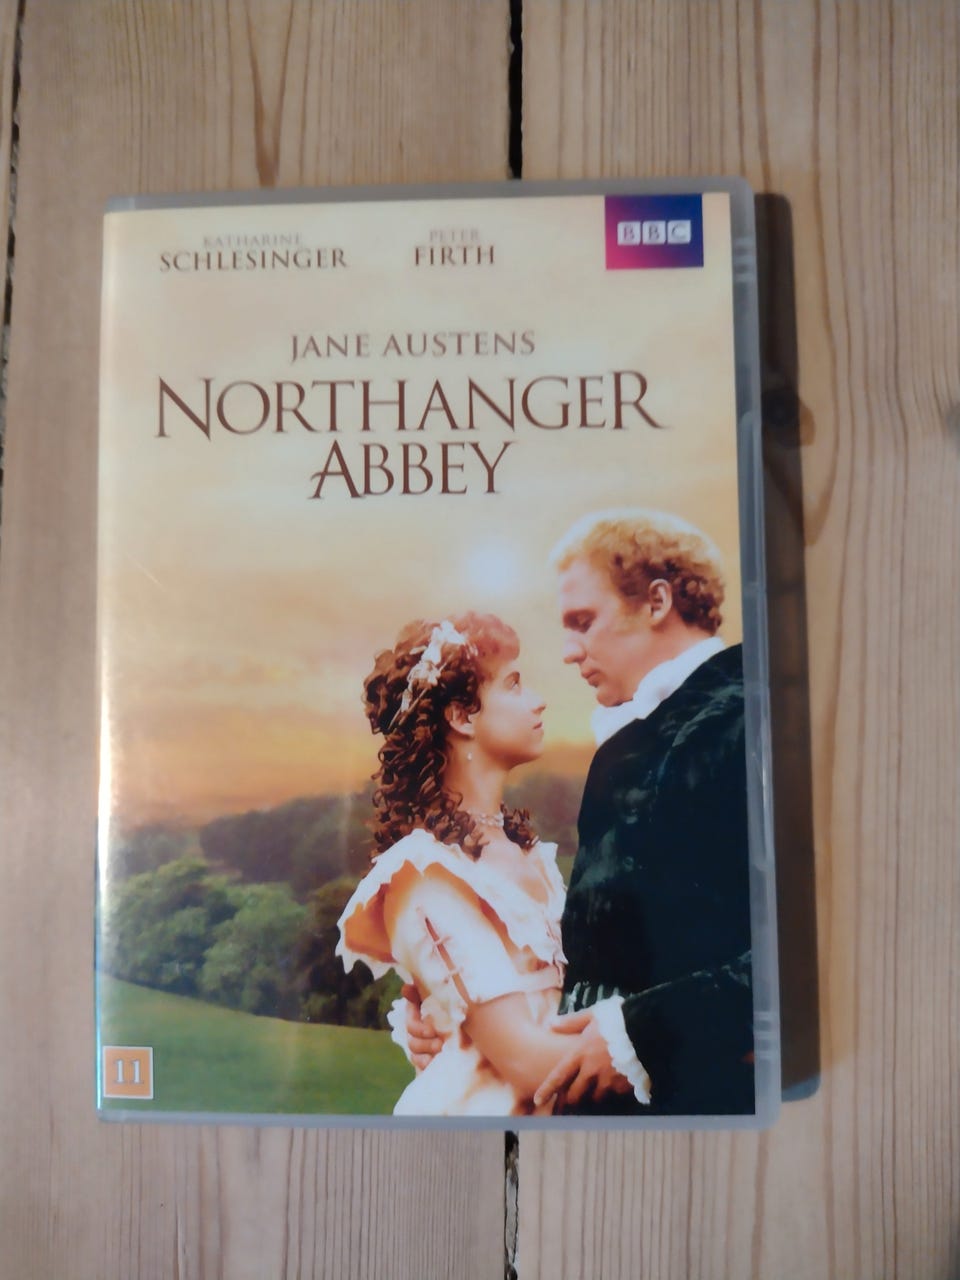 KATHARINE
SCHLESINGER
PETER
FIRTH
BBC
JANE AUSTENS
NORTHANGER
ABBEY
11